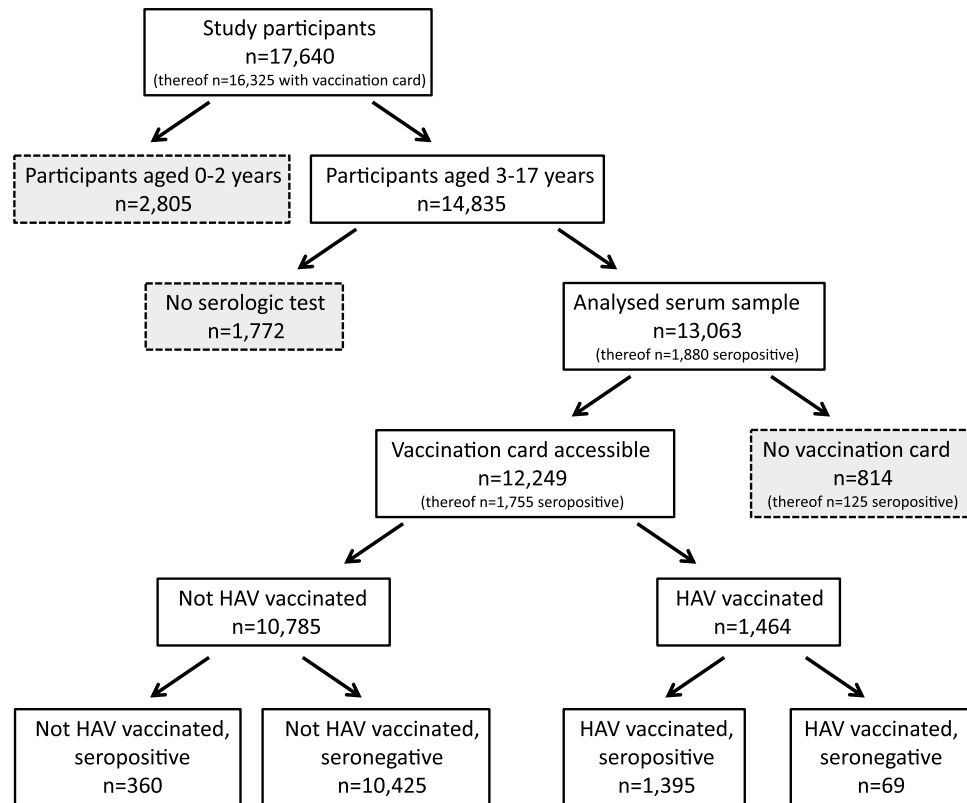 Study participants
n=17,640
(thereof n=16,325 with vaccination card)
Participants aged 0-2 years
n=2,805
Participants aged 3-17 years
n=14,835
No serologic test
n=1,772
Analysed serum sample
n=13,063
(thereof n=1,880 seropositive)
Vaccination card accessible
n=12,249
(thereof n=1,755 seropositive)
No vaccination card
n=814
(thereof n=125 seropositive)
Not HAV vaccinated
n=10,785
HAV vaccinated
n=1,464
Not HAV vaccinated,
seropositive
n=360
Not HAV vaccinated,
seronegative
n=10,425
HAV vaccinated,
seropositive
n=1,395
HAV vaccinated,
seronegative
n=69